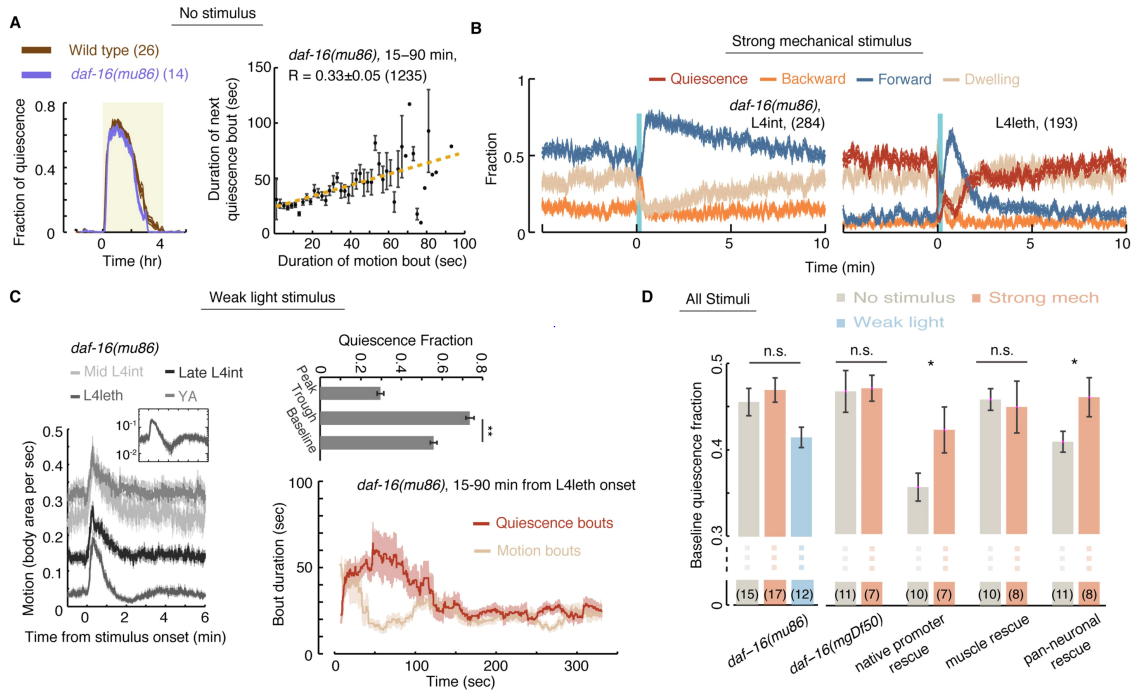 A
No stimulus
Wild type (26)
daf-16(mu86) (14)
Fraction of quiescence
0.8
0.4
0
0
3
6
Time (hr)
daf-16(mu86), 15–90 min,
R = 0.33±0.05 (1235)
Duration of next
quiescence bout (sec)
150
100
50
0
20
40
60
80
100
Duration of motion bout (sec)
B
Strong mechanical stimulus
Quiescence
Backward
Forward
Dwelling
daf-16(mu86),
L4int, (284)
L4leth, (193)
Fraction
1
0.5
0
0
5
10
0
5
10
Time (min)
C
Weak light stimulus
daf-16(mu86)
Mid L4int
Late L4int
L4leth
YA
10-1
10-2
Motion (body area per sec)
0.5
0.4
0.3
0.2
0.1
0
0
2
4
6
Time from stimulus onset (min)
Quiescence Fraction
0
0.2
0.4
0.6
0.8
Peak
Trough
Baseline
**
daf-16(mu86), 15-90 min from L4leth onset
Quiescence bouts
Motion bouts
Bout duration (sec)
100
50
0
0
100
200
300
Time (sec)
D
All Stimuli
No stimulus
Strong mech
Weak light
Baseline quiescence fraction
0.5
0.4
0.3
0
n.s.
n.s.
*
n.s.
*
(15)
(17)
(12)
(11)
(7)
(10)
(7)
(10)
(8)
(11)
(8)
daf-16(mu86)
daf-16(mgDf50)
native promoter
rescue
muscle rescue
pan-neuronal
rescue